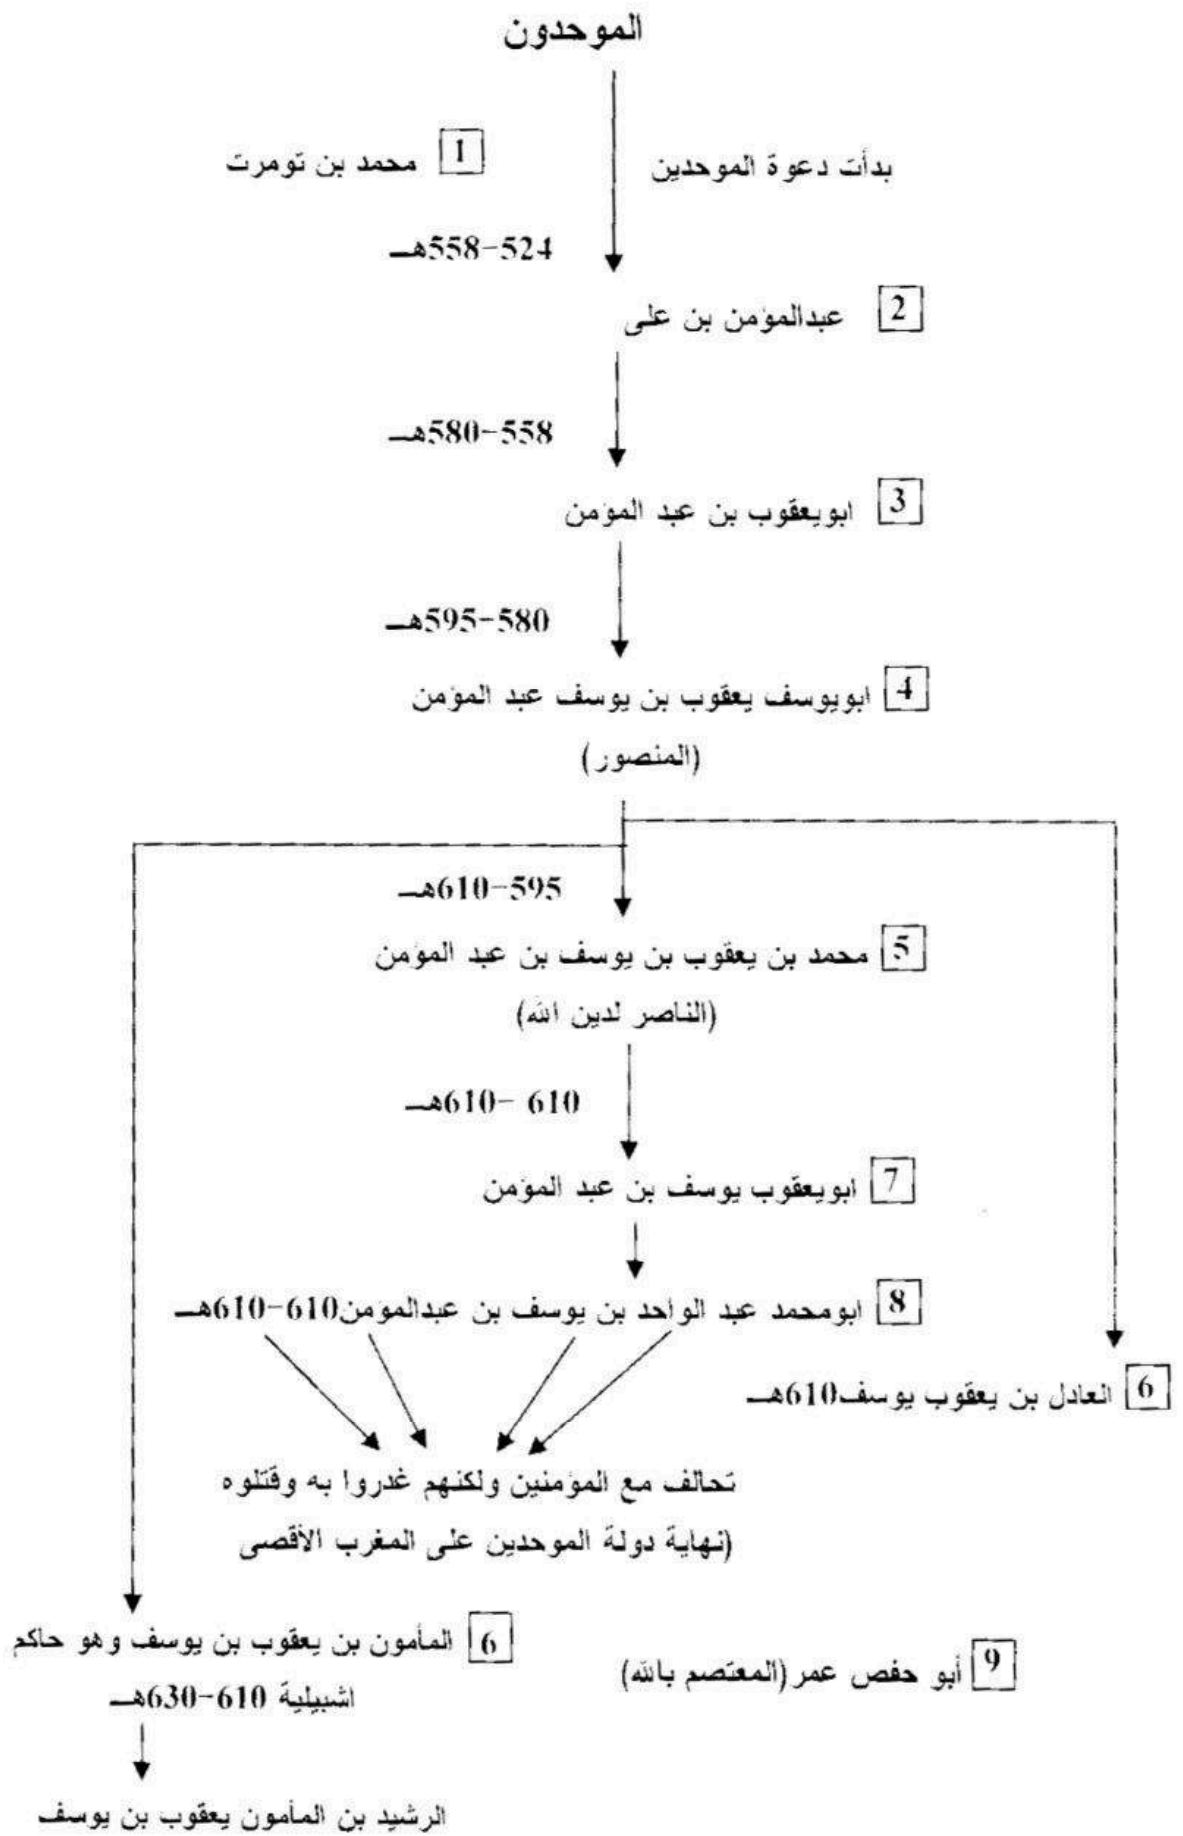 الموحدون
بدأت دعوة الموحدين
1 محمد بن تومرت
524-558هـ
2 عبدالمؤمن بن على
558-580هـ
3 ابويعقوب بن عبد المؤمن
580-595هـ
4 ابويوسف يعقوب بن يوسف عبد المؤمن
(المنصور)
595-610هـ
5 محمد بن يعقوب بن يوسف بن عبد المؤمن
(الناصر لدين الله)
610 -610هـ
7 ابويعقوب يوسف بن عبد المؤمن
8 ابومحمد عبد الواحد بن يوسف بن عبدالمؤمن610-610هـ
6 العادل بن يعقوب يوسف610هـ
تحالف مع المؤمنين ولكنهم غدروا به وقتلوه
(نهاية دولة الموحدين على المغرب الأقصى
9 أبو حفص عمر(المعتصم بالله)
6 المأمون بن يعقوب بن يوسف وهو حاكم
اشبيلية 610-630هـ
الرشيد بن المأمون يعقوب بن يوسف